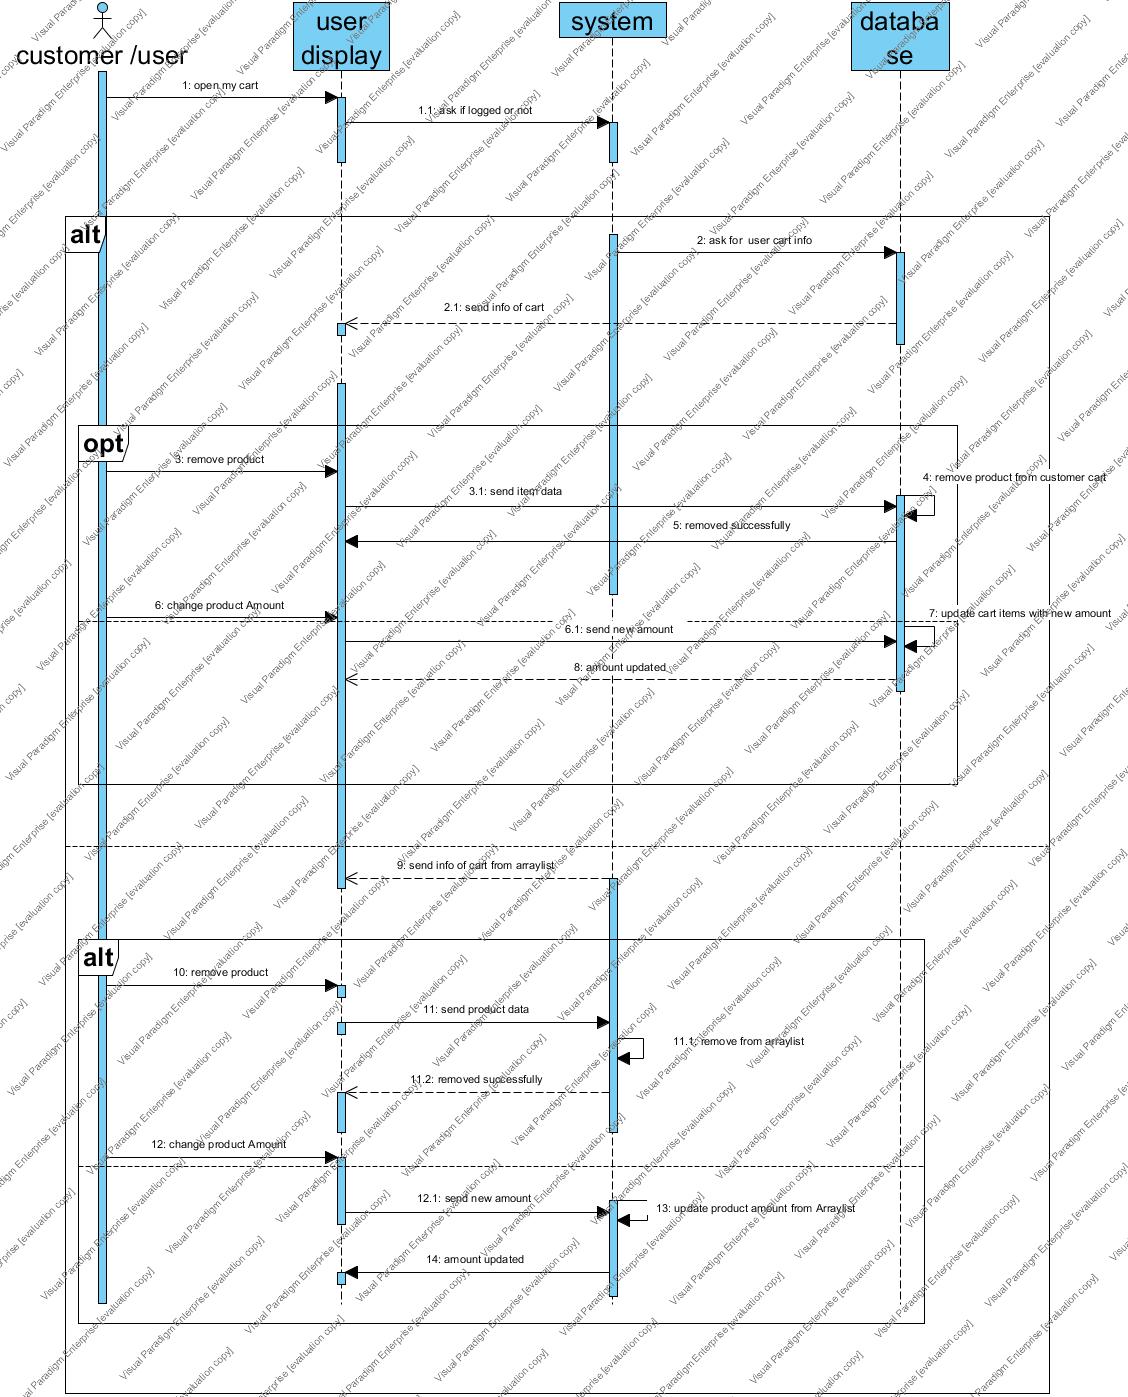 customer /user
user
display
system
databa
se
1: open my cart
1.1: ask if logged or not
alt
2: ask for user cart info
2.1: send info of cart
opt
3: remove product
4: remove product from customer cart
3.1: send item data
5: removed successfully
6: change product Amount
7: update cart items with new amount
6.1: send new amount
8: amount updated
9: send info of cart from arraylist
alt
10: remove product
11: send product data
11.1: remove from arraylist
11.2: removed successfully
12: change product Amount
12.1: send new amount
13: update product amount from Arraylist
14: amount updated
Visual Paradigm Enterprise [evaluation copy]